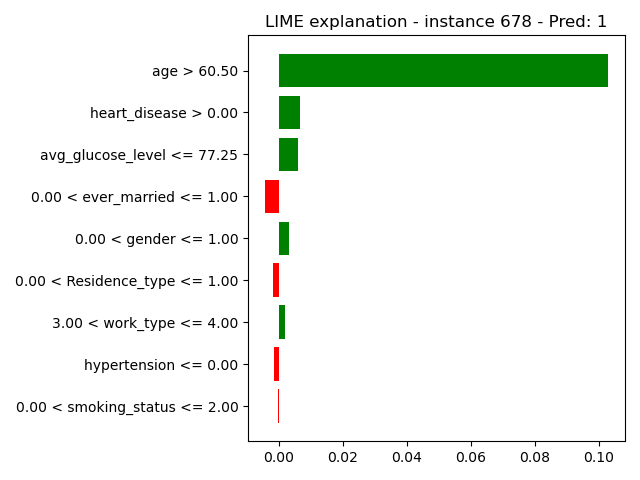 LIME explanation - instance 678 - Pred: 1
age > 60.50
heart_disease > 0.00
avg_glucose_level <= 77.25
0.00 < ever_married <= 1.00
0.00 < gender <= 1.00
0.00 < Residence_type <= 1.00
3.00 < work_type <= 4.00
hypertension <= 0.00
0.00 < smoking_status <= 2.00
0.00 0.02 0.04 0.06 0.08 0.10